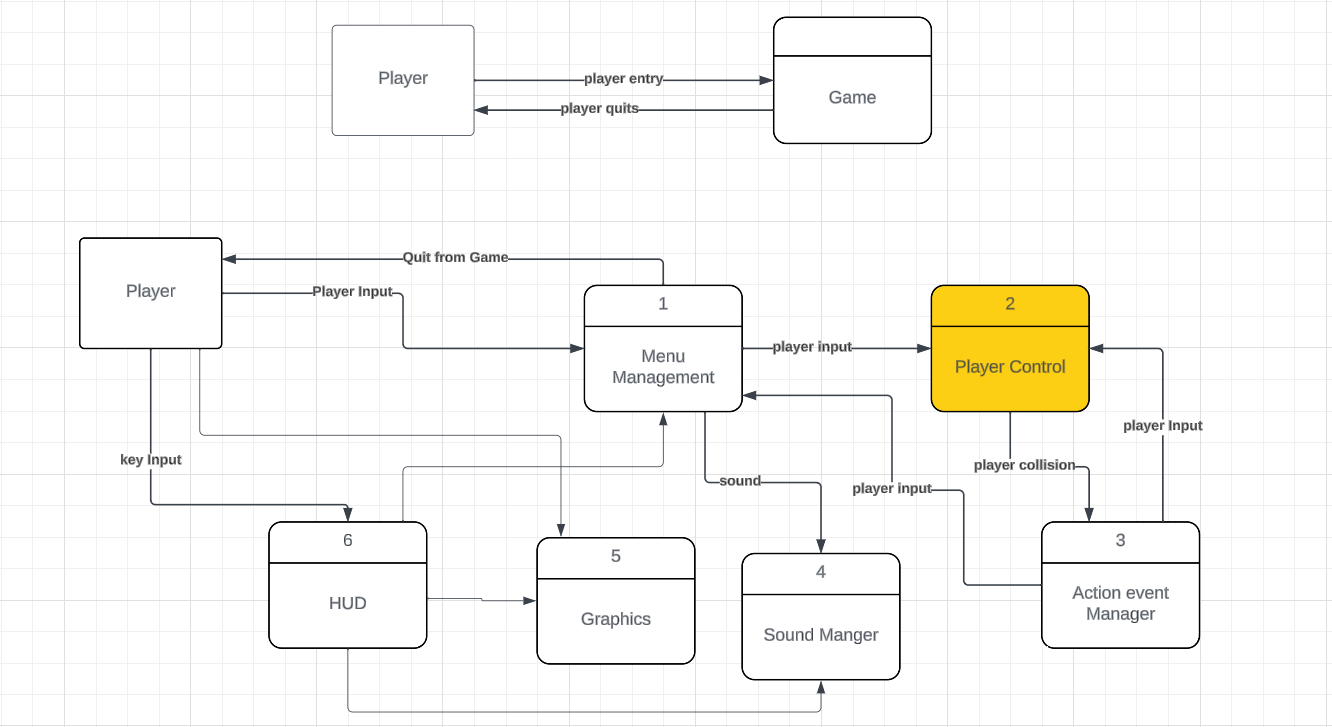 Player
player entry
player quits
Game
Quit from Game
Player
Player Input
1
Menu
Management
player input
2
Player Control
player Input
key Input
player collision
sound
player input
6
HUD
5
Graphics
4
Sound Manger
3
Action event
Manager